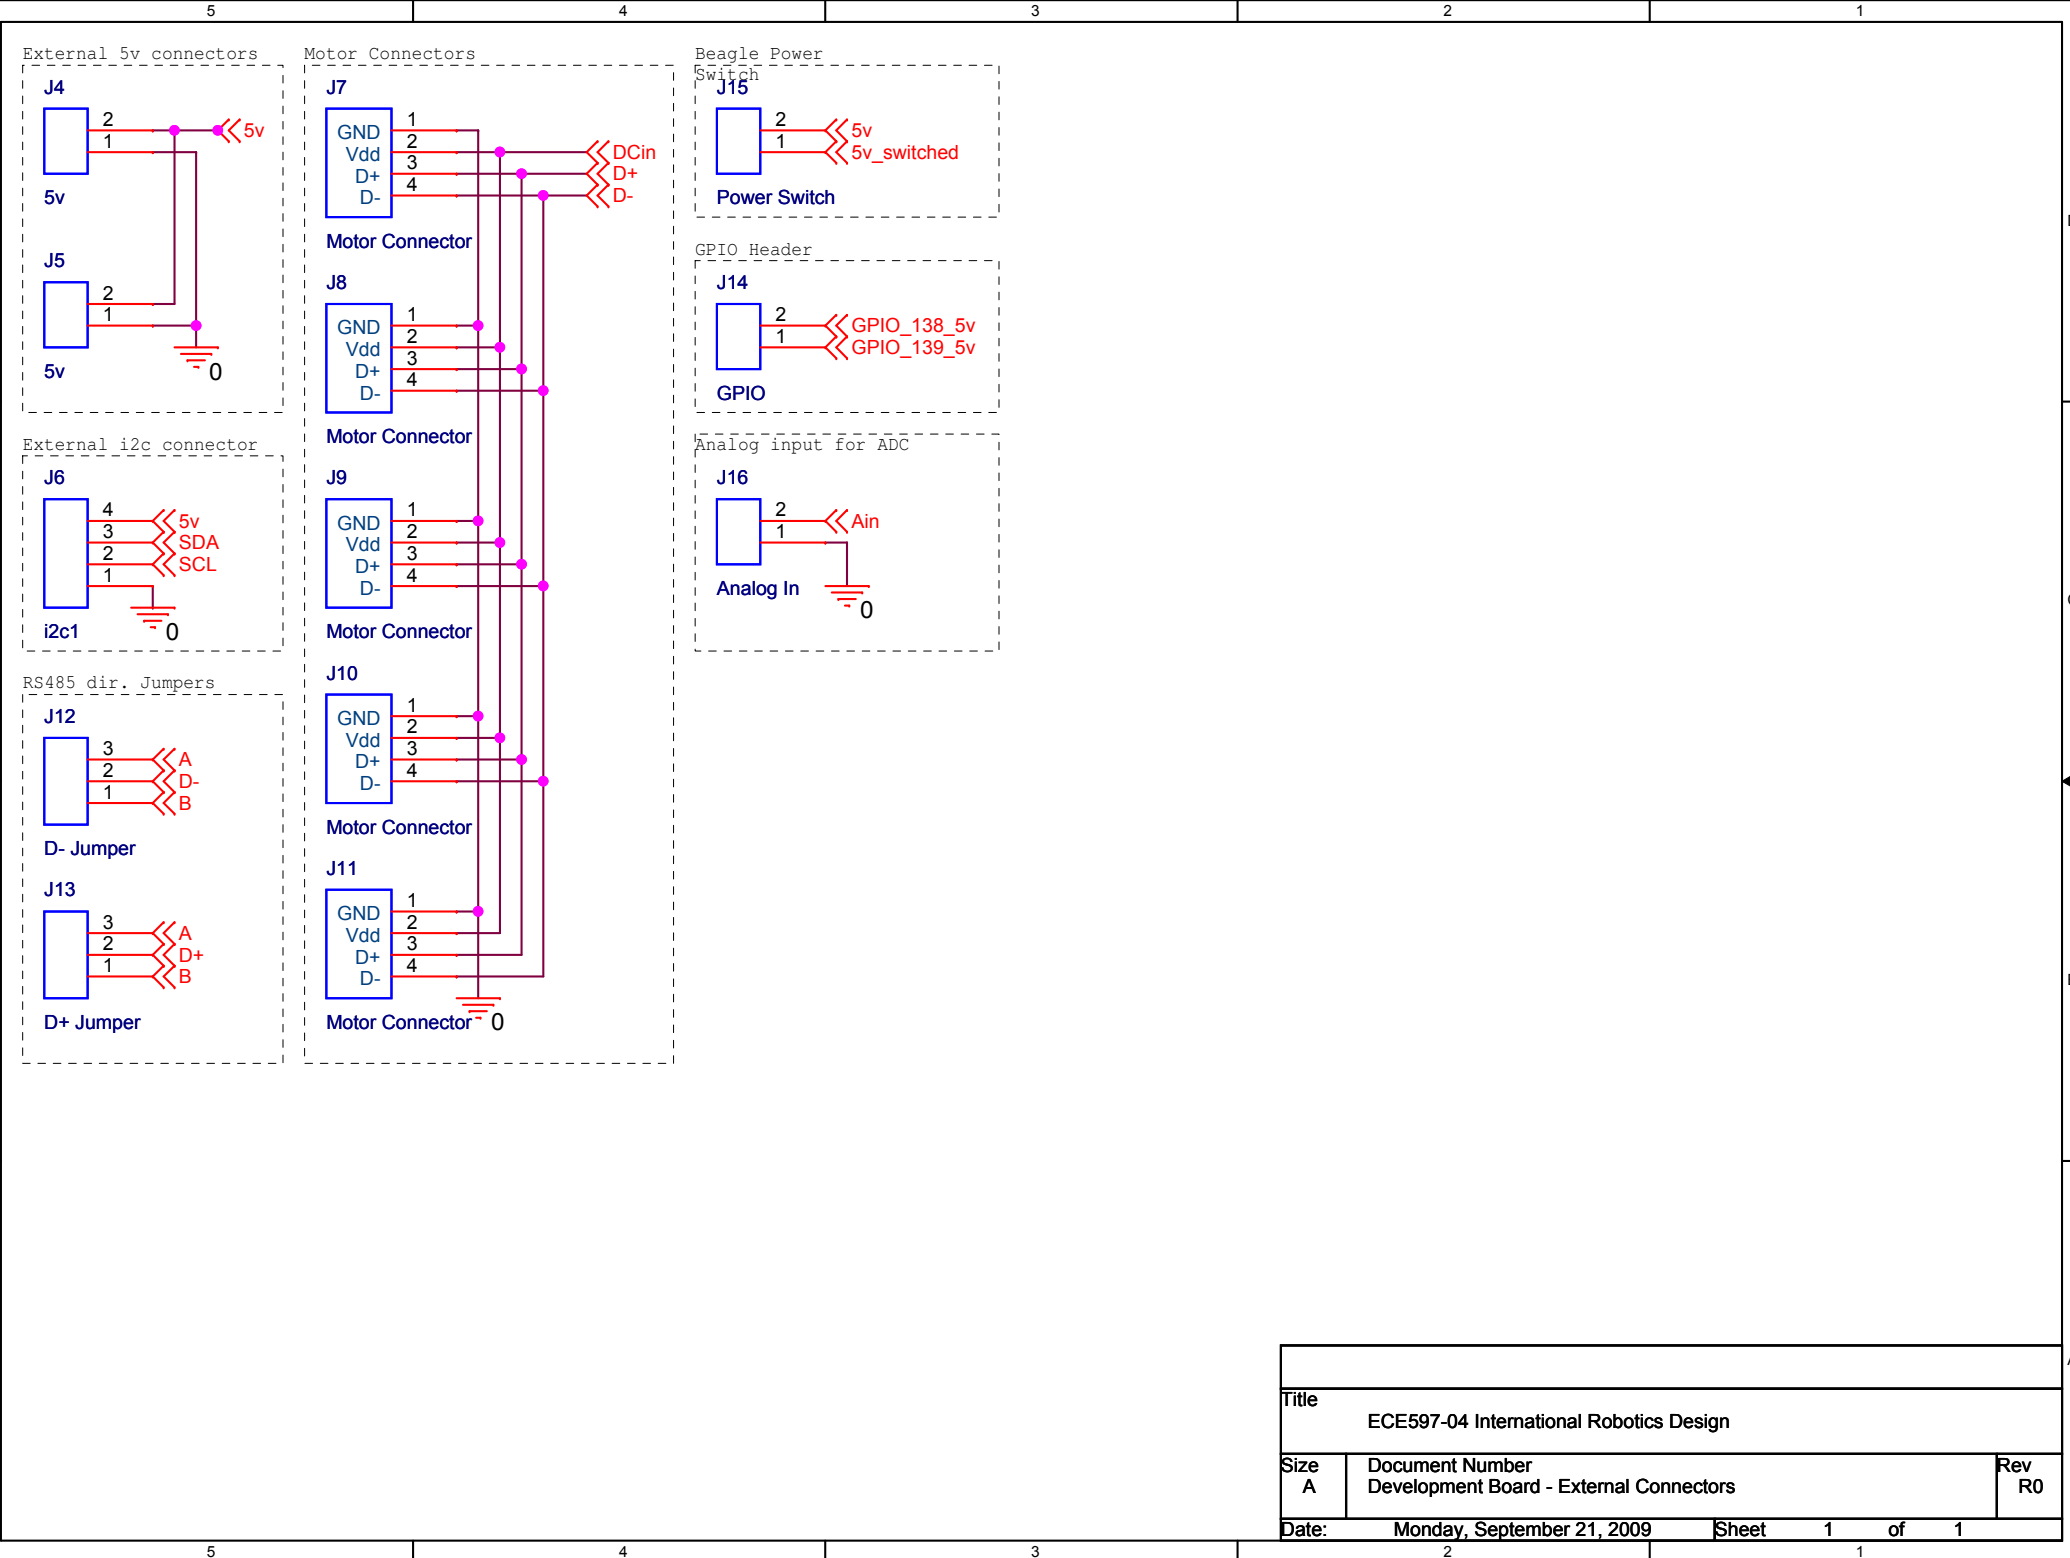 5 4 3 2 1
External 5v connectors
J4
2
1
5v
5v
J5
2
1
0
5v
External i2c connector
J6
4
3
2
1
5v
SDA
SCL
0
i2c1
RS485 dir. Jumpers
J12
3
2
1
A
D-
B
D- Jumper
J13
3
2
1
A
D+
B
D+ Jumper
Motor Connectors
J7
GND 1
Vdd 2
D+ 3
D- 4
DCin
D+
D-
Motor Connector
J8
GND 1
Vdd 2
D+ 3
D- 4
Motor Connector
J9
GND 1
Vdd 2
D+ 3
D- 4
Motor Connector
J10
GND 1
Vdd 2
D+ 3
D- 4
Motor Connector
J11
GND 1
Vdd 2
D+ 3
D- 4
Motor Connector
0
Beagle Power
Switch
J15
2
1
5v
5v_switched
Power Switch
GPIO Header
J14
2
1
GPIO_138_5v
GPIO_139_5v
GPIO
Analog input for ADC
J16
2
1
Ain
0
Analog In
Title
ECE597-04 International Robotics Design
Size
A
Document Number
Development Board - External Connectors
Rev
R0
Date: Monday, September 21, 2009 Sheet 1 of 1
5 4 3 2 1